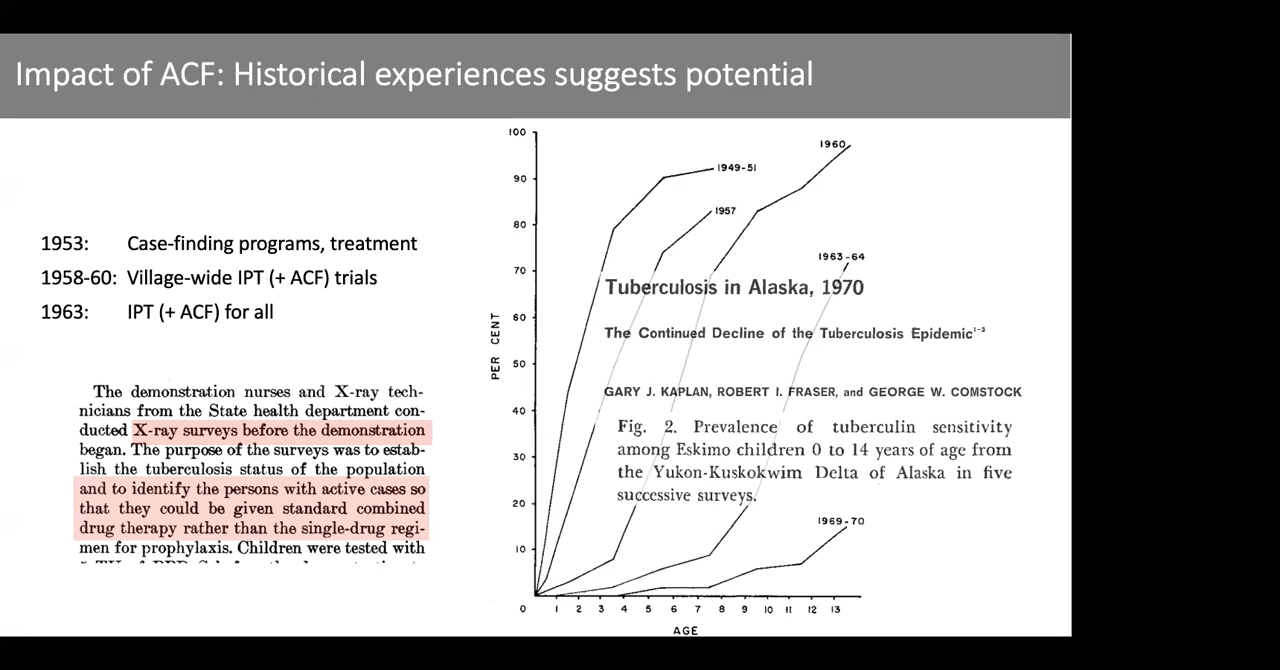 Impact of ACF: Historical experiences suggests potential
1953: Case-finding programs, treatment
1958-60: Village-wide IPT (+ ACF) trials
1963: IPT (+ ACF) for all
The demonstration nurses and X-ray tech-
nicians from the State health department con-
ducted X-ray surveys before the demonstration
began. The purpose of the surveys was to estab-
lish the tuberculosis status of the population
and to identify the persons with active cases so
that they could be given standard combined
drug therapy rather than the single-drug regi-
men for prophylaxis. Children were tested with
PER CENT
100
90
80
70
60
50
40
30
20
10
0
1949-51
1957
1960
1963-64
1969-70
Tuberculosis in Alaska, 1970
The Continued Decline of the Tuberculosis Epidemic1-3
GARY J. KAPLAN, ROBERT I. FRASER, and GEORGE W. COMSTOCK
Fig. 2. Prevalence of tuberculin sensitivity
among Eskimo children 0 to 14 years of age from
the Yukon-Kuskokwim Delta of Alaska in five
successive surveys.
1 2 3 4 5 6 7 8 9 10 11 12 13
AGE